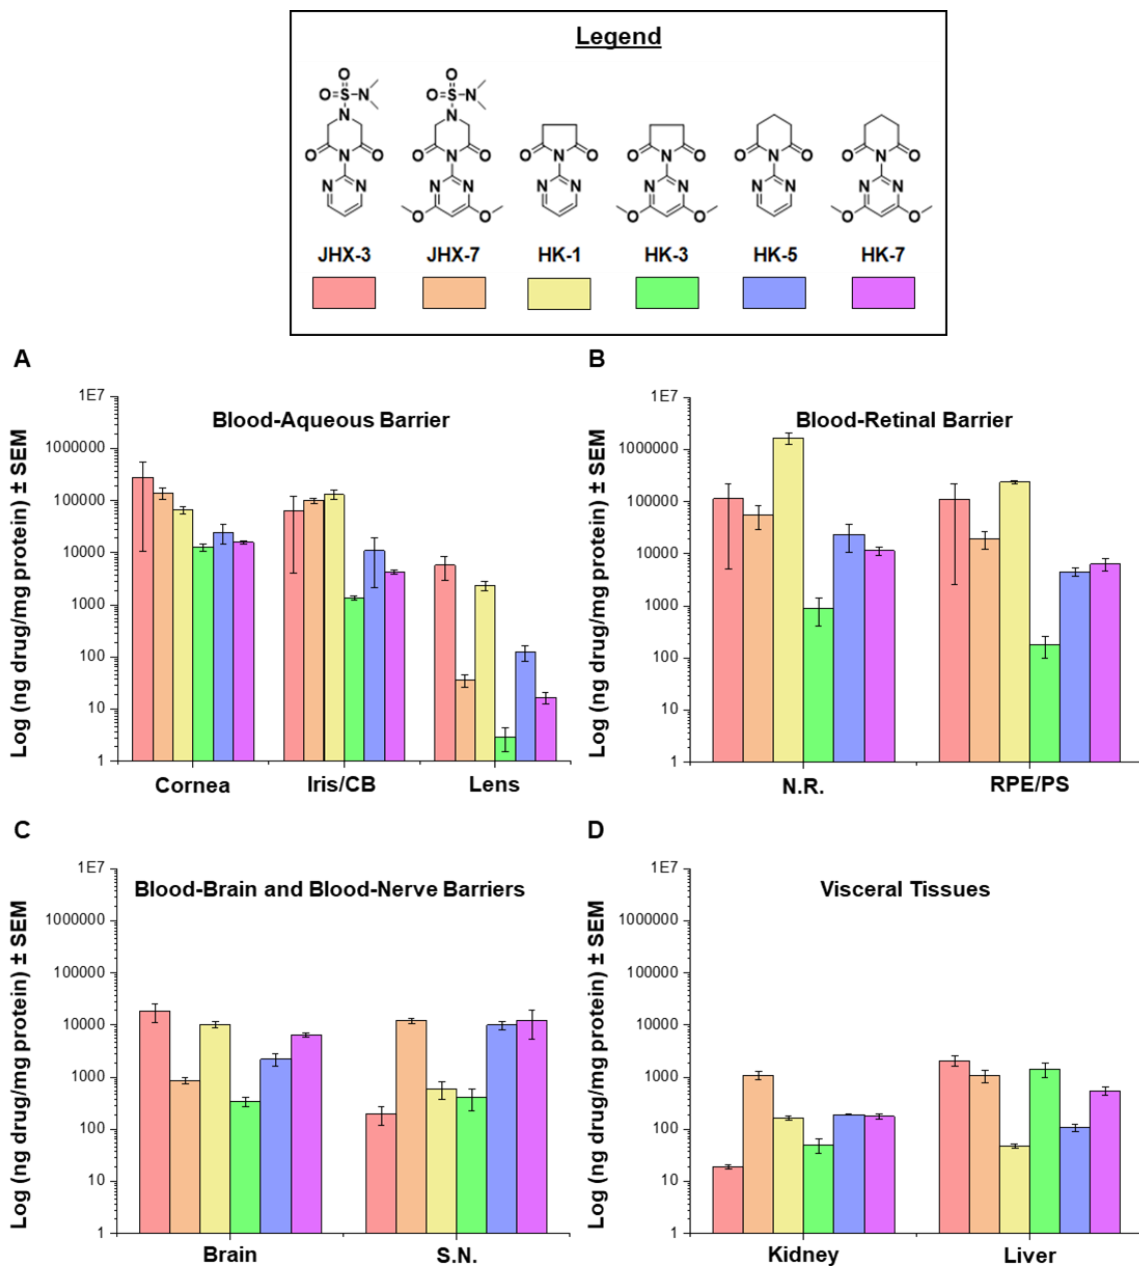 Legend
JHX-3 JHX-7 HK-1 HK-3 HK-5 HK-7
A
Log (ng drug/mg protein) ± SEM
Blood-Aqueous Barrier
1E7
1000000
100000
10000
1000
100
10
1
Cornea Iris/CB Lens
B
Log (ng drug/mg protein) ± SEM
Blood-Retinal Barrier
1E7
1000000
100000
10000
1000
100
10
1
N.R. RPE/PS
C
Log (ng drug/mg protein) ± SEM
Blood-Brain and Blood-Nerve Barriers
1E7
1000000
100000
10000
1000
100
10
1
Brain S.N.
D
Log (ng drug/mg protein) ± SEM
Visceral Tissues
1E7
1000000
100000
10000
1000
100
10
1
Kidney Liver